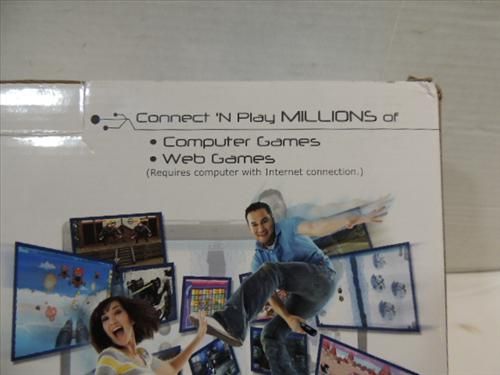 Connect 'N Play MILLIONS of
• Computer Games
• Web Games
(Requires computer with Internet connection.)